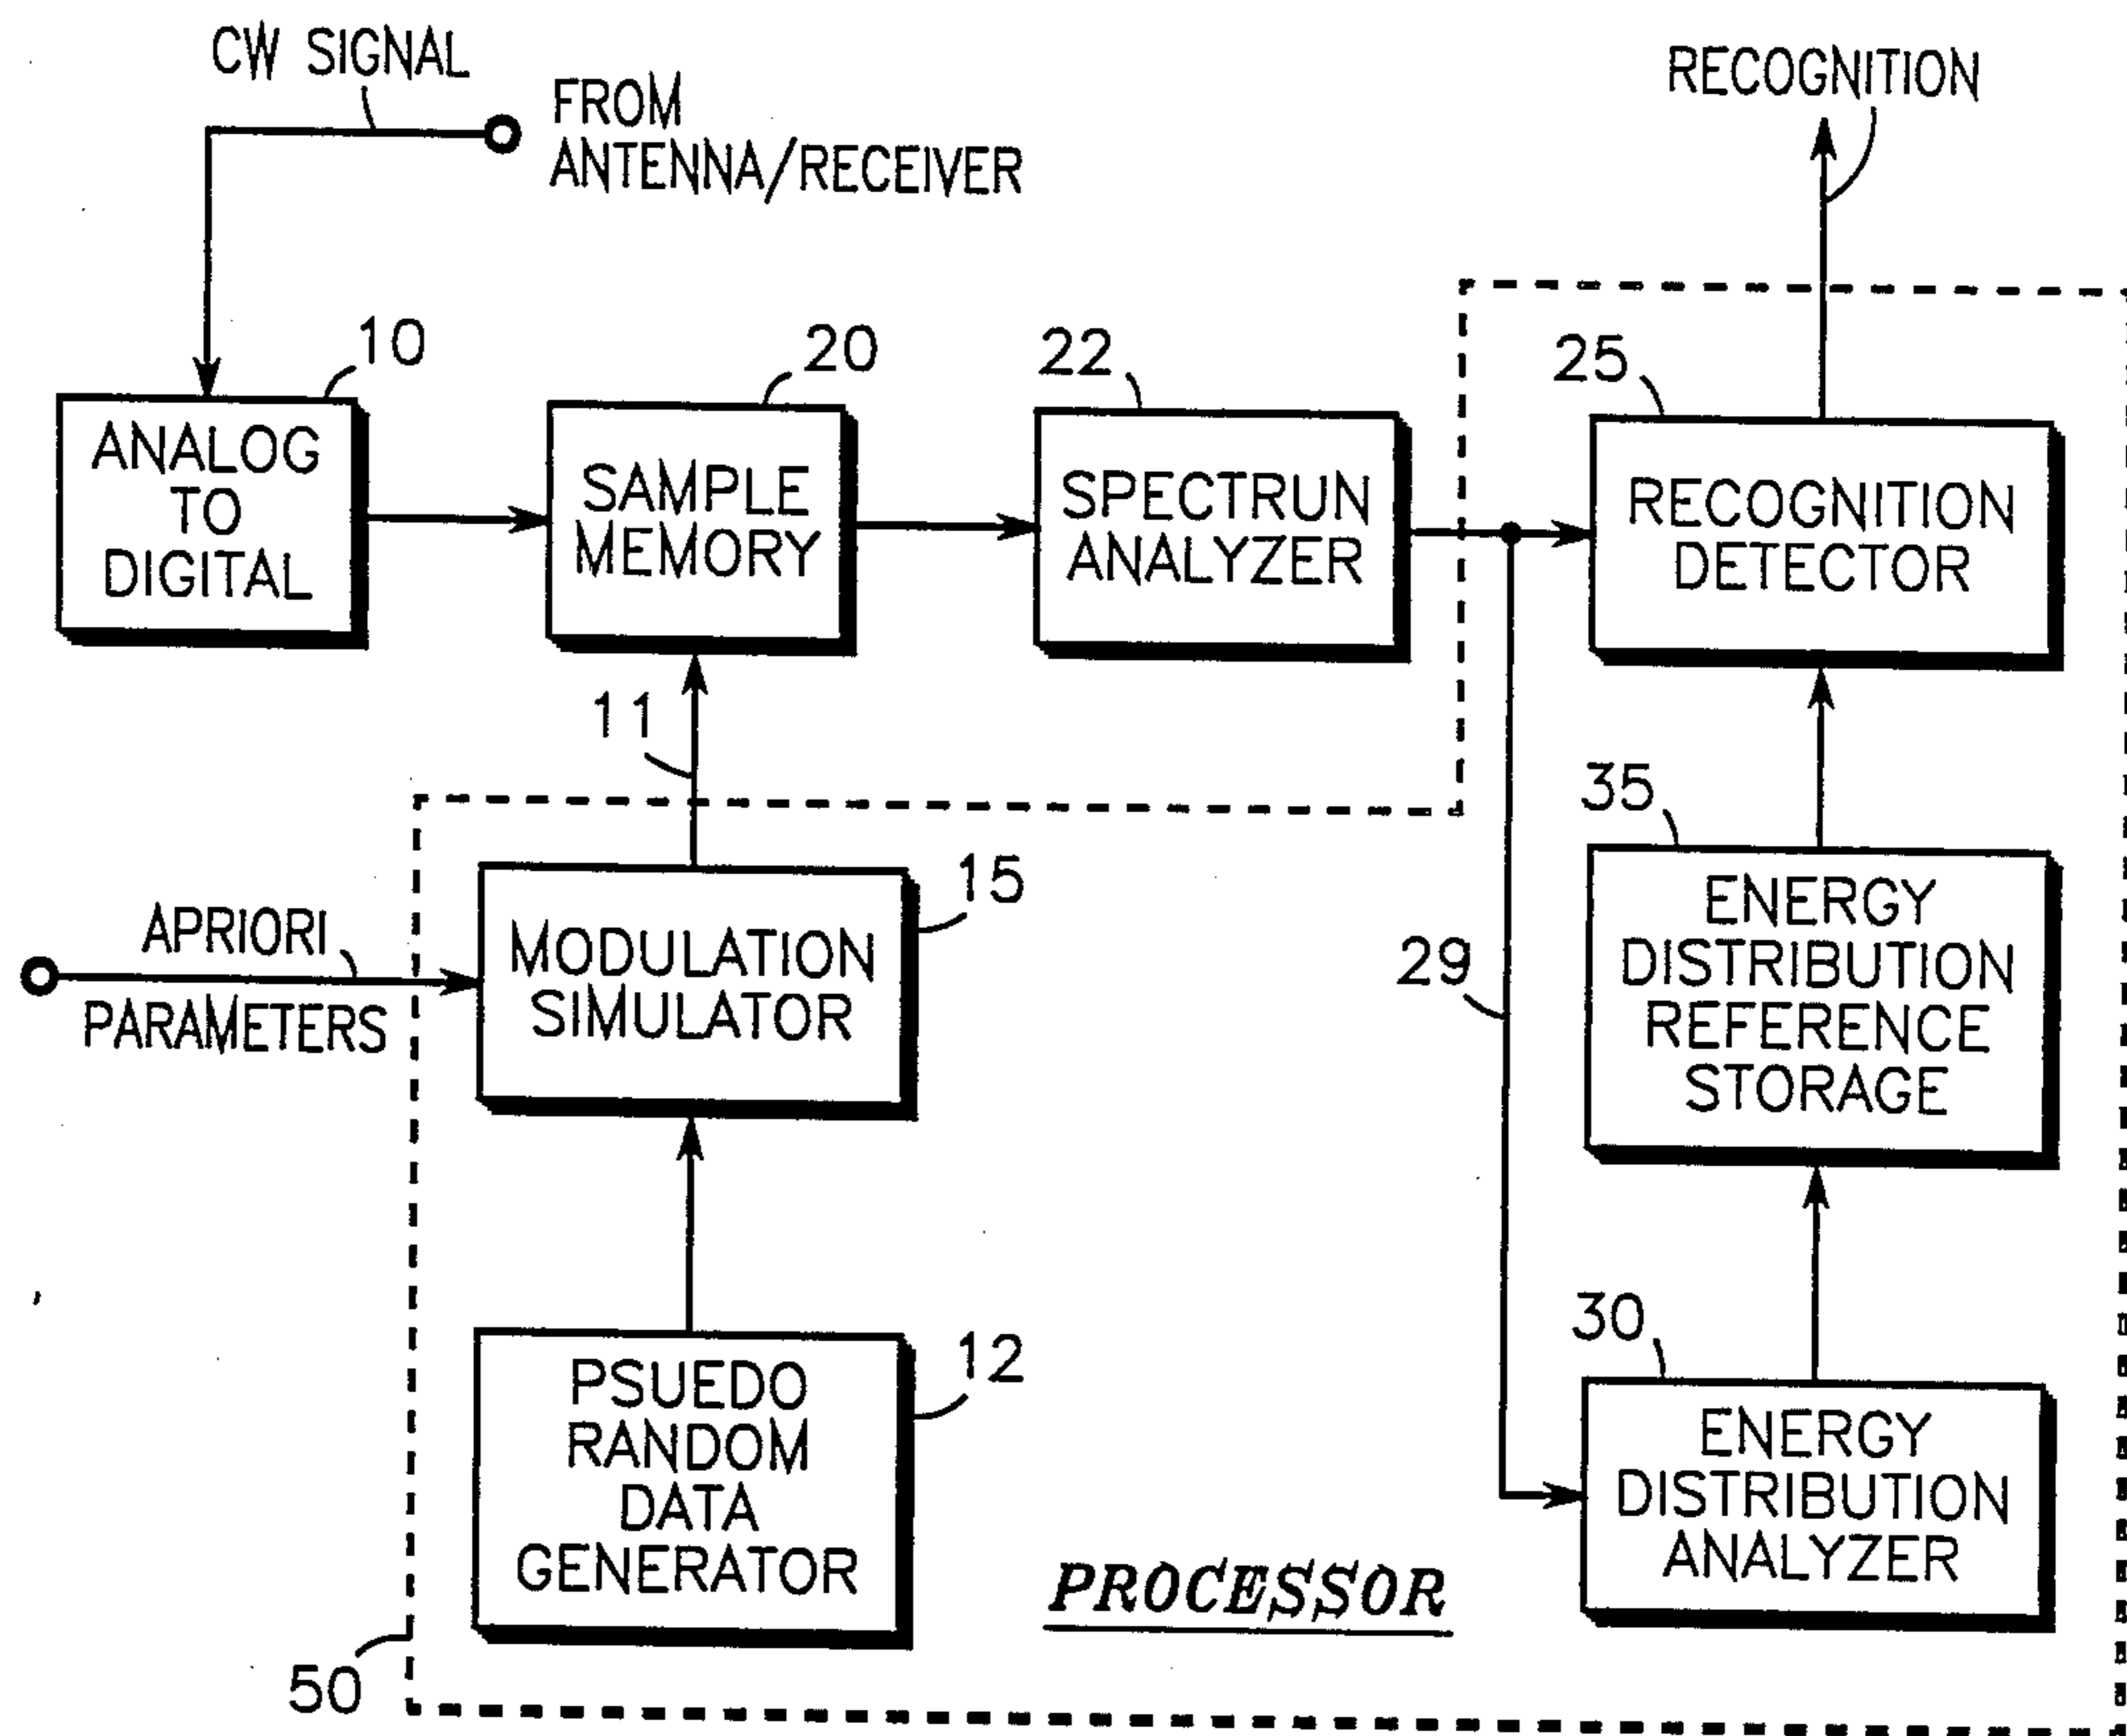 CW SIGNAL
FROM
ANTENNA/RECEIVER
RECOGNITION
10
20
22
25
ANALOG
TO
DIGITAL
SAMPLE
MEMORY
SPECTRUN
ANALYZER
RECOGNITION
DETECTOR
11
35
15
APRIORI
PARAMETERS
MODULATION
SIMULATOR
29
ENERGY
DISTRIBUTION
REFERENCE
STORAGE
12
30
PSUEDO
RANDOM
DATA
GENERATOR
ENERGY
DISTRIBUTION
ANALYZER
PROCESSOR
50